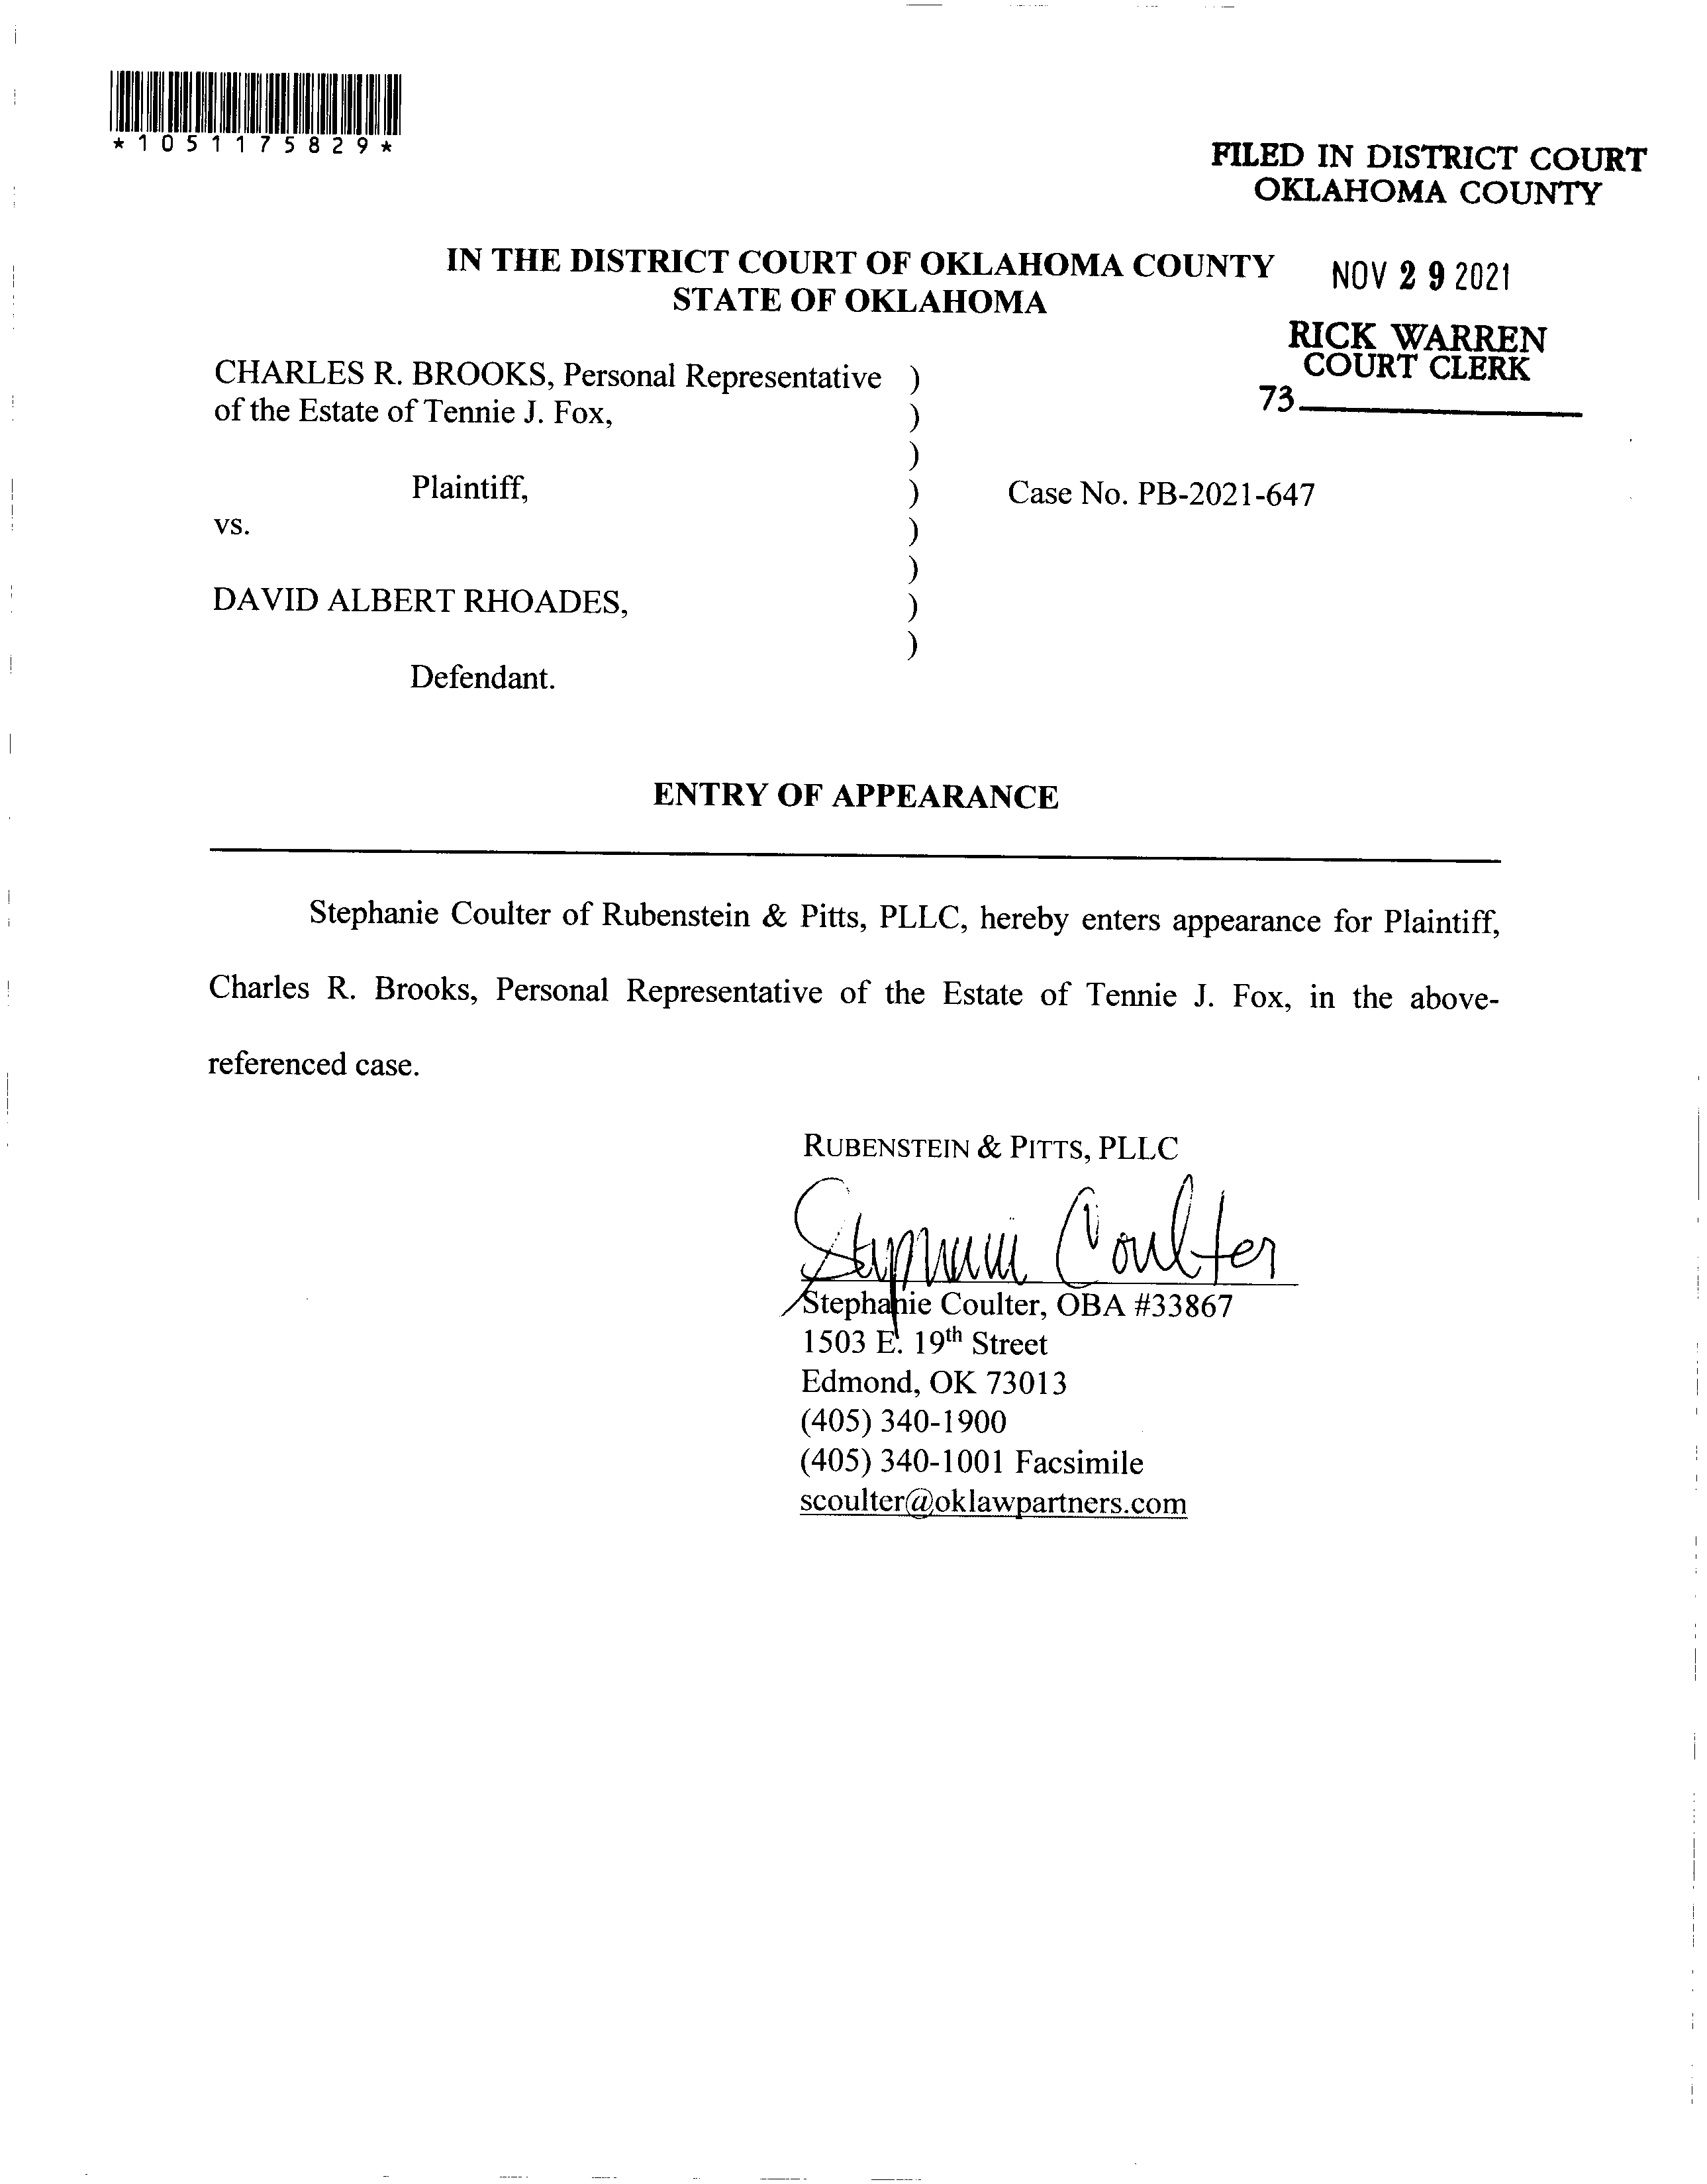 *1051175829*
FILED IN DISTRICT COURT
OKLAHOMA COUNTY
IN THE DISTRICT COURT OF OKLAHOMA COUNTY
STATE OF OKLAHOMA
NOV 29 2021
RICK WARREN
COURT CLERK
73
CHARLES R. BROOKS, Personal Representative )
of the Estate of Tennie J. Fox, )
)
Plaintiff, ) Case No. PB-2021-647
vs. )
)
DAVID ALBERT RHOADES, )
)
Defendant.
ENTRY OF APPEARANCE
Stephanie Coulter of Rubenstein & Pitts, PLLC, hereby enters appearance for Plaintiff,
Charles R. Brooks, Personal Representative of the Estate of Tennie J. Fox, in the above-
referenced case.
RUBENSTEIN & PITTS, PLLC
Stephanie Coulter
Stephanie Coulter, OBA #33867
1503 E. 19th Street
Edmond, OK 73013
(405) 340-1900
(405) 340-1001 Facsimile
scoulter@oklawpartners.com